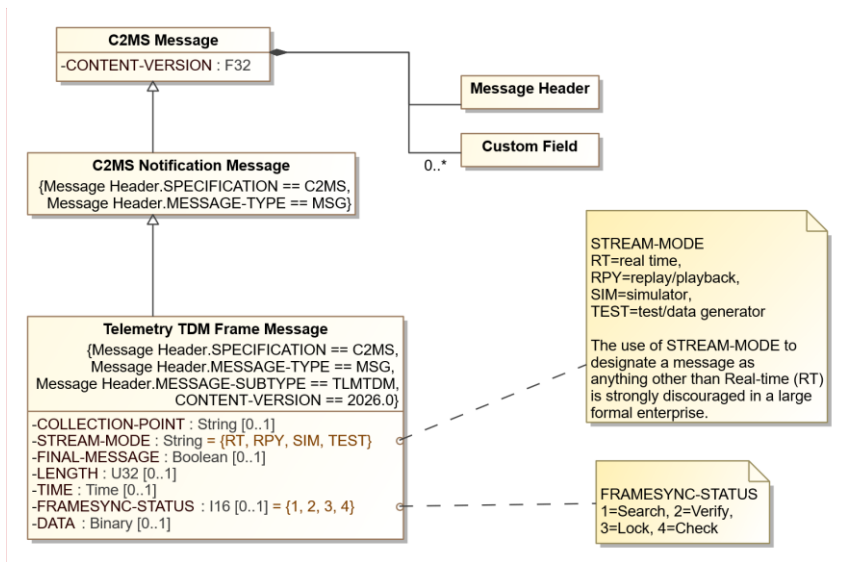 C2MS Message
-CONTENT-VERSION : F32
Message Header
Custom Field
0..*
C2MS Notification Message
{Message Header.SPECIFICATION == C2MS,
Message Header.MESSAGE-TYPE == MSG}
STREAM-MODE
RT=real time,
RPY=replay/playback,
SIM=simulator,
TEST=test/data generator
The use of STREAM-MODE to
designate a message as
anything other than Real-time (RT)
is strongly discouraged in a large
formal enterprise.
Telemetry TDM Frame Message
{Message Header.SPECIFICATION == C2MS,
Message Header.MESSAGE-TYPE == MSG,
Message Header.MESSAGE-SUBTYPE == TLMTDM,
CONTENT-VERSION == 2026.0}
-COLLECTION-POINT : String [0..1]
-STREAM-MODE : String = {RT, RPY, SIM, TEST}
-FINAL-MESSAGE : Boolean [0..1]
-LENGTH : U32 [0..1]
-TIME : Time [0..1]
-FRAMESYNC-STATUS : I16 [0..1] = {1, 2, 3, 4}
-DATA : Binary [0..1]
FRAMESYNC-STATUS
1=Search, 2=Verify,
3=Lock, 4=Check